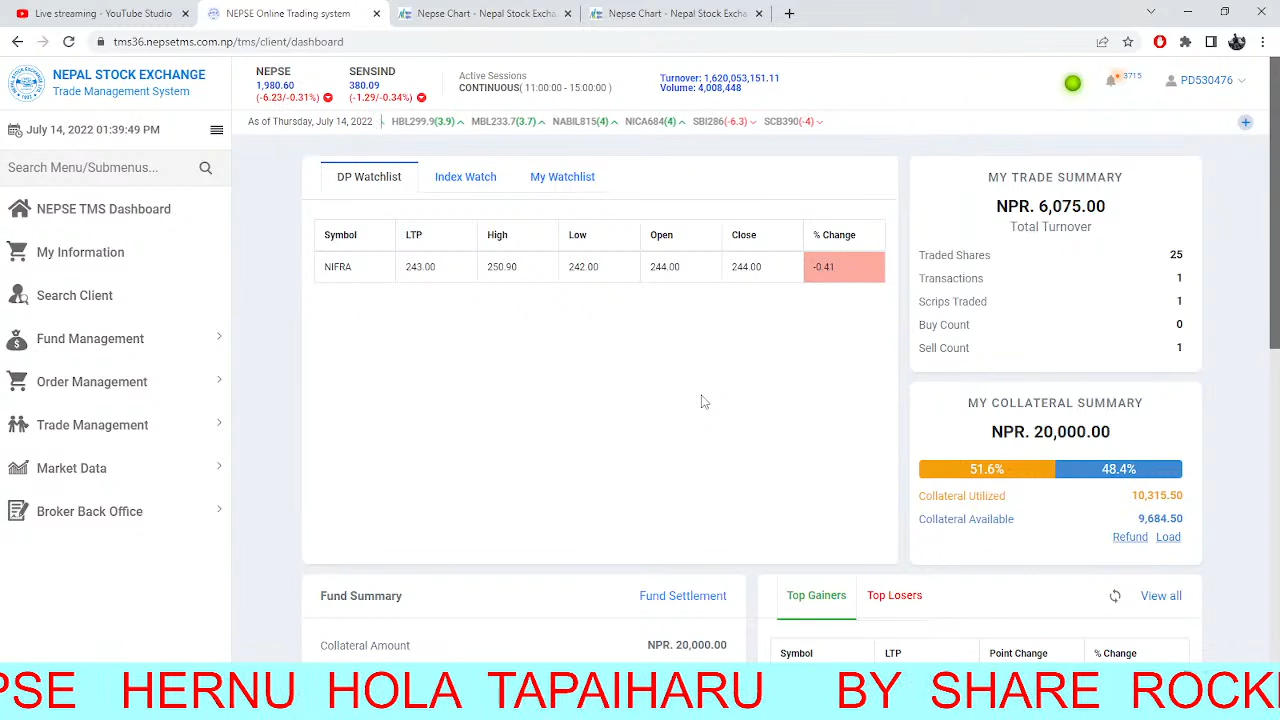 Live streaming - YouTube Studio
NEPSE Online Trading system
Nepse Chart - Nepal Stock Excha
Nepse Chart - Nepal Stock Excha
tms36.nepsetms.com.np/tms/client/dashboard
NEPAL STOCK EXCHANGE
Trade Management System
NEPSE
1,980.60
(-6.23/-0.31%)
SENSIND
380.09
(-1.29/-0.34%)
Active Sessions
CONTINUOUS( 11:00:00 - 15:00:00 )
Turnover: 1,620,053,151.11
Volume: 4,008,448
3715
PD530476
July 14, 2022 01:39:49 PM
As of Thursday, July 14, 2022
HBL299.9(3.9) MBL233.7(3.7) NABIL815(4) NICA684(4) SBI286(-6.3) SCB390(-4)
Search Menu/Submenus...
NEPSE TMS Dashboard
My Information
Search Client
Fund Management
Order Management
Trade Management
Market Data
Broker Back Office
DP Watchlist
Index Watch
My Watchlist
Symbol LTP High Low Open Close % Change
NIFRA 243.00 250.90 242.00 244.00 244.00 -0.41
MY TRADE SUMMARY
NPR. 6,075.00
Total Turnover
Traded Shares 25
Transactions 1
Scrips Traded 1
Buy Count 0
Sell Count 1
MY COLLATERAL SUMMARY
NPR. 20,000.00
51.6% 48.4%
Collateral Utilized 10,315.50
Collateral Available 9,684.50
Refund Load
Fund Summary
Fund Settlement
Collateral Amount NPR. 20,000.00
Top Gainers
Top Losers
View all
Symbol LTP Point Change % Change
PSE HERNU HOLA TAPAIHARU BY SHARE ROCK